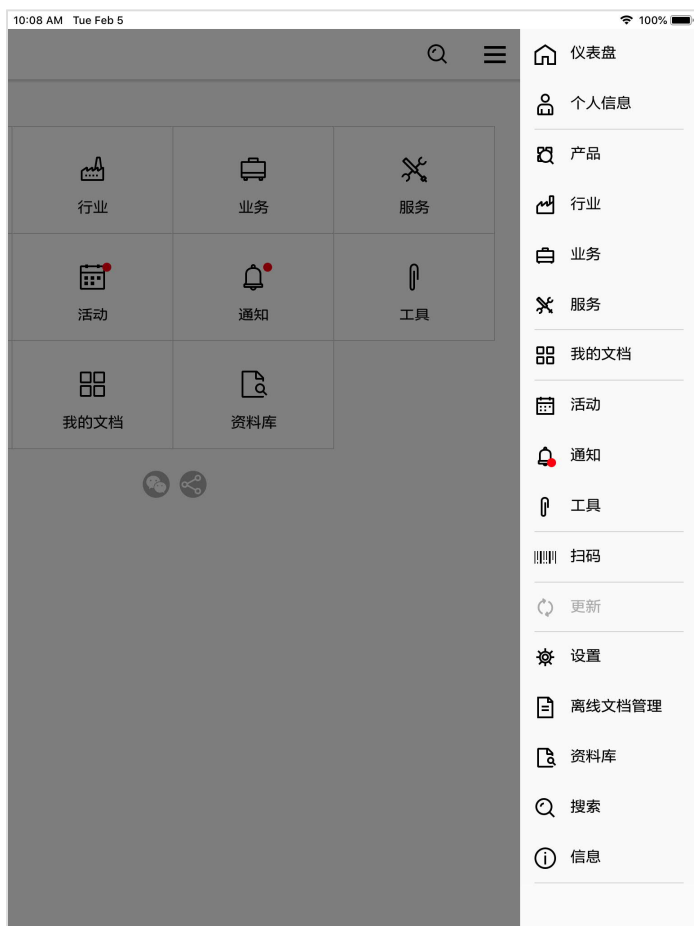 10:08 AM Tue Feb 5
100%
行业
业务
服务
活动
通知
工具
我的文档
资料库
仪表盘
个人信息
产品
行业
业务
服务
我的文档
活动
通知
工具
扫码
更新
设置
离线文档管理
资料库
搜索
信息